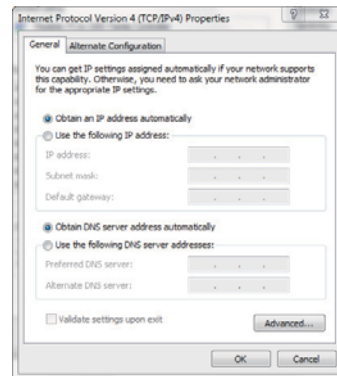 Internet Protocol Version 4 (TCP/IPv4) Properties
General
Alternate Configuration
You can get IP settings assigned automatically if your network supports
this capability. Otherwise, you need to ask your network administrator
for the appropriate IP settings.
Obtain an IP address automatically
Use the following IP address:
IP address:
Subnet mask:
Default gateway:
Obtain DNS server address automatically
Use the following DNS server addresses:
Preferred DNS server:
Alternate DNS server:
Validate settings upon exit
Advanced...
OK
Cancel